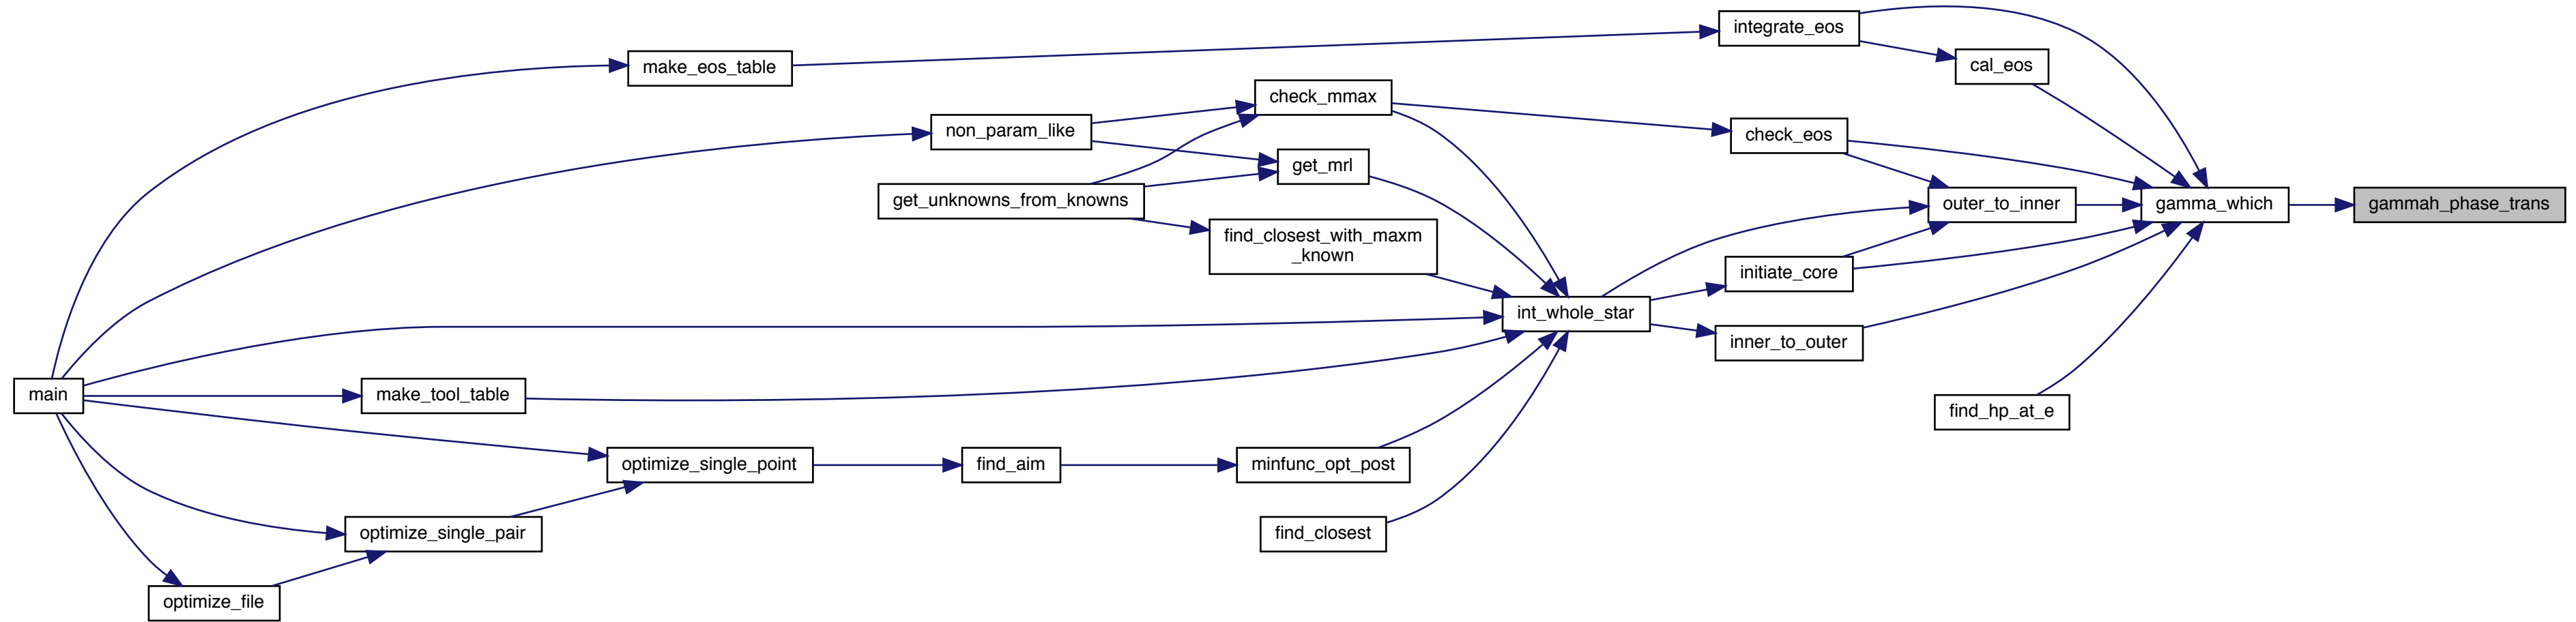 integrate_eos
make_eos_table
cal_eos
check_mmax
non_param_like
check_eos
get_mrl
get_unknowns_from_knowns
outer_to_inner
gamma_which
gammah_phase_trans
find_closest_with_maxm
_known
initiate_core
int_whole_star
inner_to_outer
main
make_tool_table
find_hp_at_e
optimize_single_point
find_aim
minfunc_opt_post
optimize_single_pair
find_closest
optimize_file